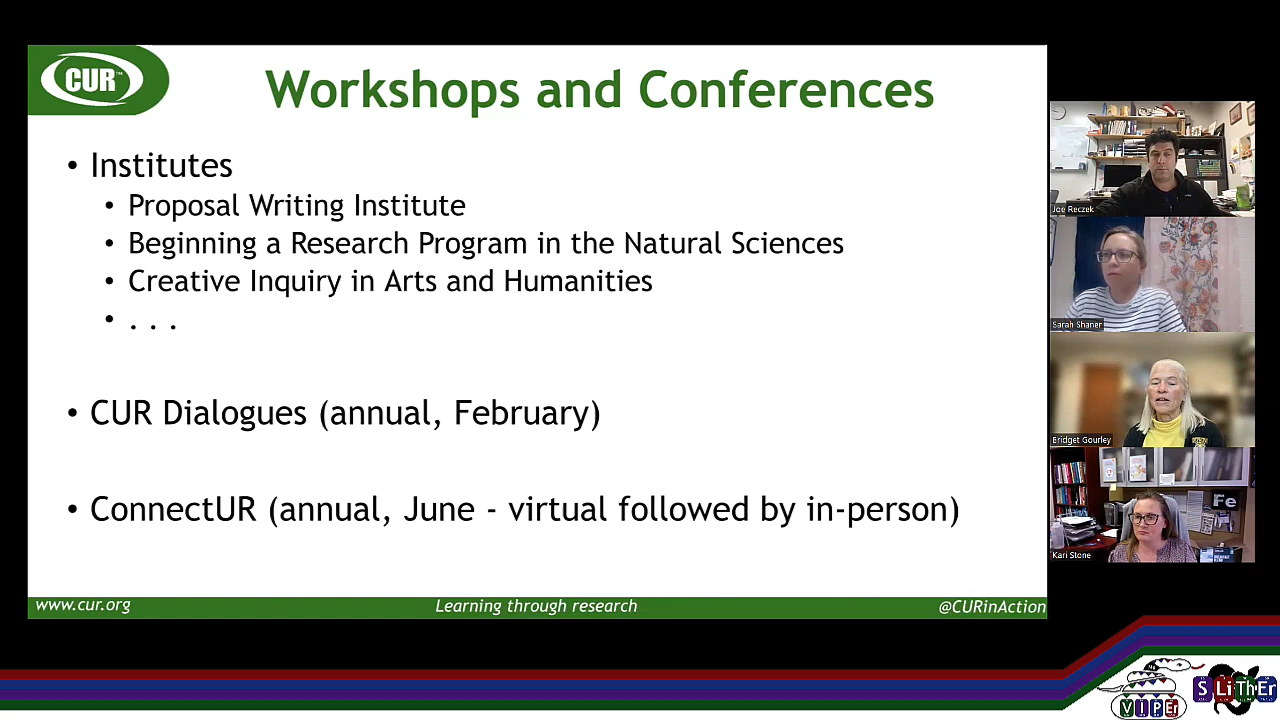 CUR™
Workshops and Conferences
• Institutes
• Proposal Writing Institute
• Beginning a Research Program in the Natural Sciences
• Creative Inquiry in Arts and Humanities
• . . .
• CUR Dialogues (annual, February)
• ConnectUR (annual, June - virtual followed by in-person)
www.cur.org
Learning through research
@CURinAction
Joe Reczek
Sarah Shaner
Bridget Gourley
Fe
Kari Stone
VIPEr
SLiThEr